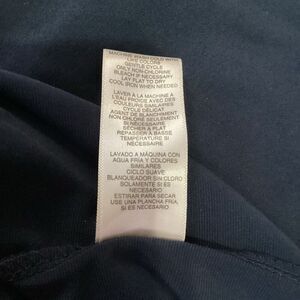 MACHINE WASH COLD WITH
LIKE COLORS
GENTLE CYCLE
ONLY NON-CHLORINE
BLEACH IF NECESSARY
LAY FLAT TO DRY
COOL IRON WHEN NEEDED
LAVER À LA MACHINE À
L'EAU FROIDE AVEC DES
COULEURS SIMILAIRES
CYCLE DÉLICAT
AGENT DE BLANCHIMENT
NON CHLORÉ SEULEMENT
SI NÉCESSAIRE
SÉCHER À PLAT
REPASSER À BASSE
TEMPÉRATURE SI
NÉCESSAIRE
LAVADO A MÁQUINA CON
AGUA FRÍA Y COLORES
SIMILARES
CICLO SUAVE
BLANQUEADOR SIN CLORO
SOLAMENTE SI ES
NECESARIO
ESTIRAR PARA SECAR
USE UNA PLANCHA FRÍA,
SI ES NECESARIO